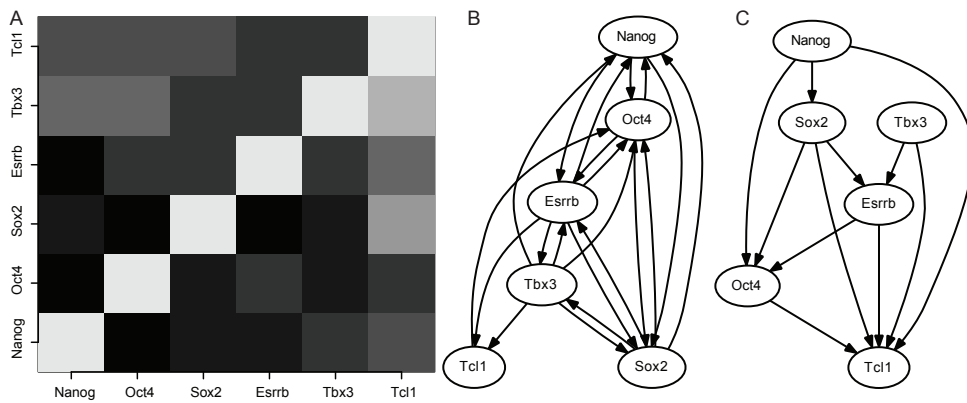 A
Tcl1
Tbx3
Esrrb
Sox2
Oct4
Nanog
Nanog Oct4 Sox2 Esrrb Tbx3 Tcl1
B
Nanog
Oct4
Esrrb
Tbx3
Tcl1
Sox2
C
Nanog
Sox2 Tbx3
Esrrb
Oct4
Tcl1